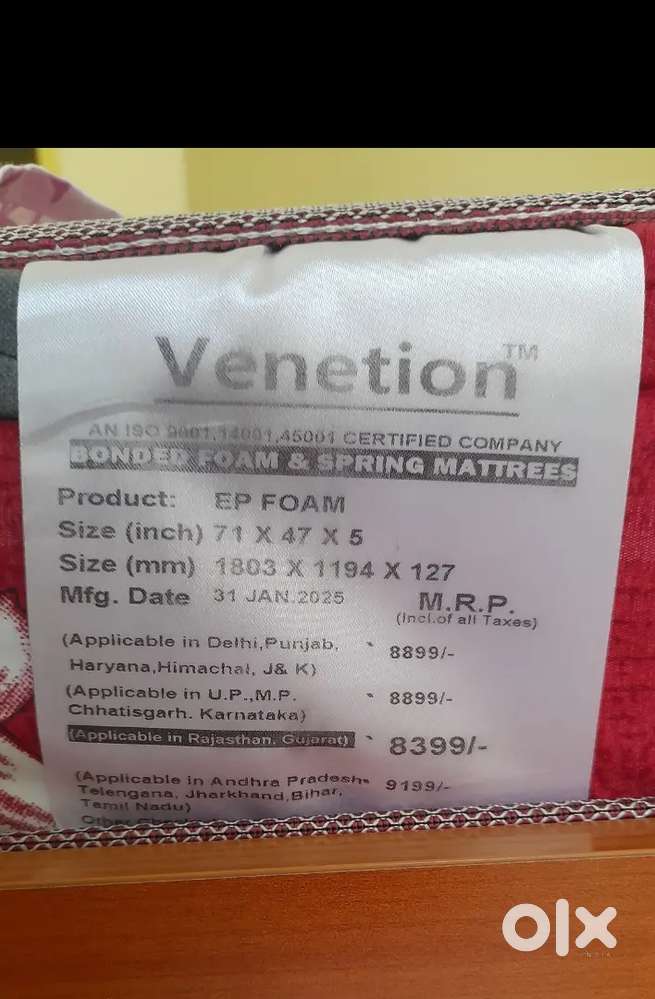 Venetion™
AN ISO 9001,14001,45001 CERTIFIED COMPANY
BONDED FOAM & SPRING MATTREES
Product: EP FOAM
Size (inch) 71 X 47 X 5
Size (mm) 1803 X 1194 X 127
Mfg. Date 31 JAN.2025 M.R.P.
(Incl.of all Taxes)
(Applicable in Delhi,Punjab, ` 8899/-
Haryana,Himachal, J& K)
(Applicable in U.P.,M.P. ` 8899/-
Chhatisgarh. Karnataka)
(Applicable in Rajasthan, Gujarat) ` 8399/-
(Applicable in Andhra Pradesh ` 9199/-
Telengana, Jharkhand,Bihar,
Tamil Nadu)
Other
olx
INDIA